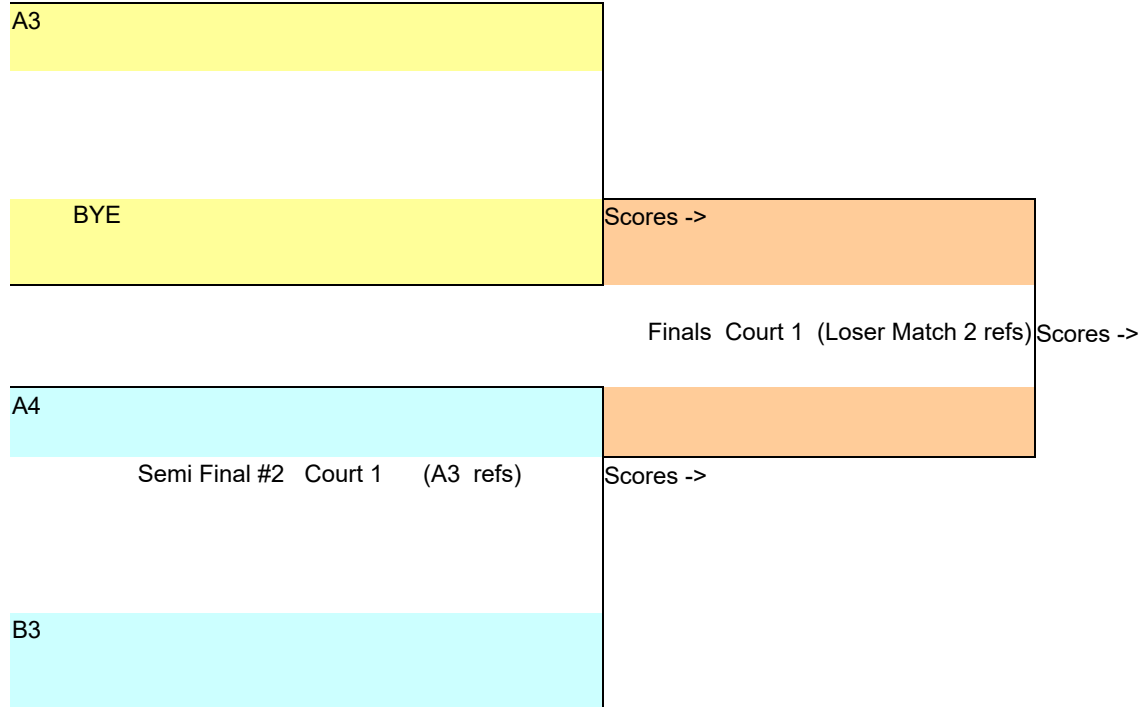 A3
BYE
Scores ->
Finals  Court 1  (Loser Match 2 refs) Scores ->
A4
Semi Final #2   Court 1      (A3  refs)
Scores ->
B3